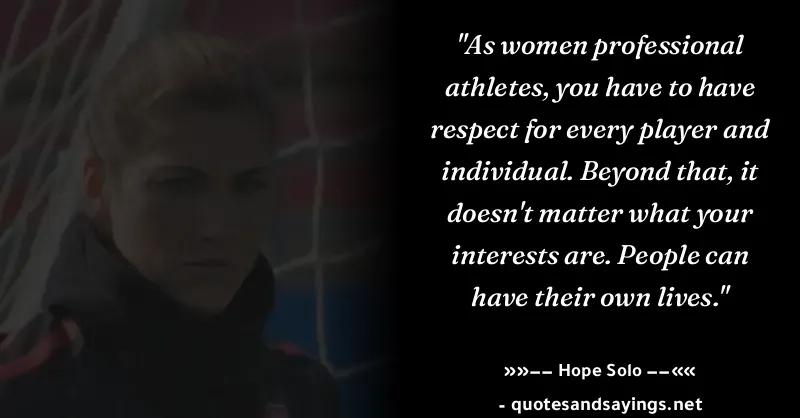 "As women professional
athletes, you have to have
respect for every player and
individual. Beyond that, it
doesn't matter what your
interests are. People can
have their own lives."
»»−− Hope Solo −−««
- quotesandsayings.net